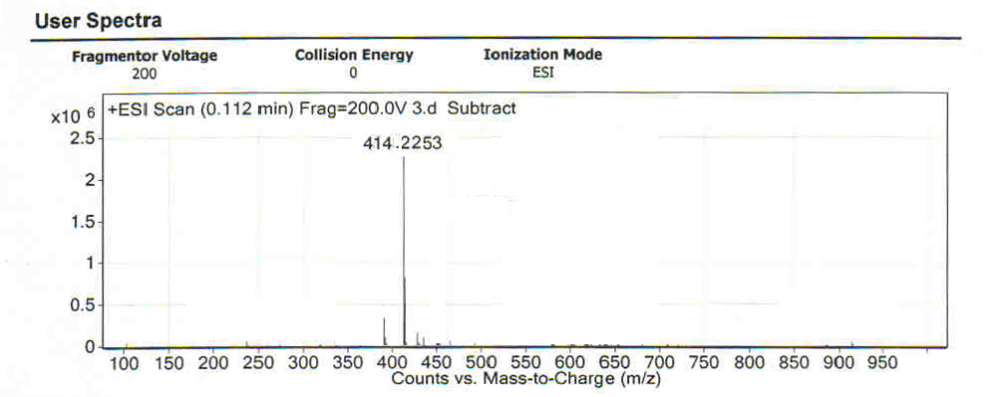 User Spectra
Fragmentor Voltage Collision Energy Ionization Mode
200 0 ESI
x10 6 +ESI Scan (0.112 min) Frag=200.0V 3.d Subtract
2.5
414.2253
2
1.5
1
0.5
0
100 150 200 250 300 350 400 450 500 550 600 650 700 750 800 850 900 950
Counts vs. Mass-to-Charge (m/z)